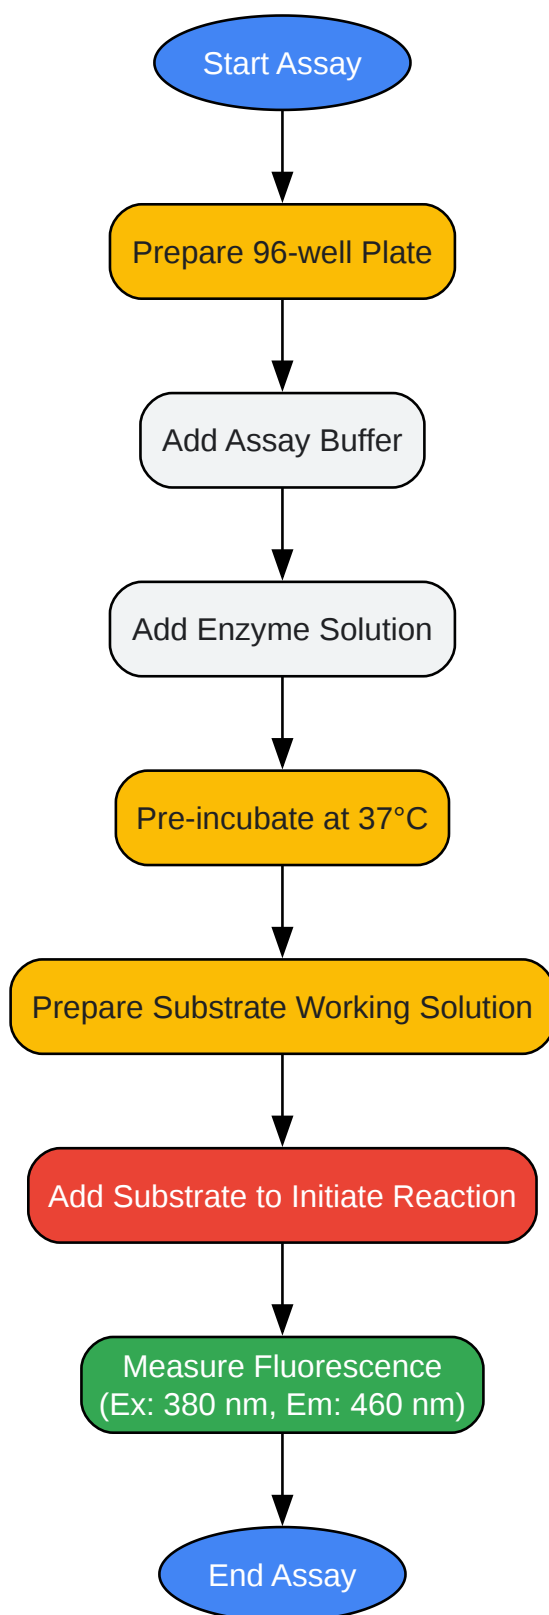 Start Assay
Prepare 96-well Plate
Add Assay Buffer
Add Enzyme Solution
Pre-incubate at 37°C
Prepare Substrate Working Solution
Add Substrate to Initiate Reaction
Measure Fluorescence
(Ex: 380 nm, Em: 460 nm)
End Assay